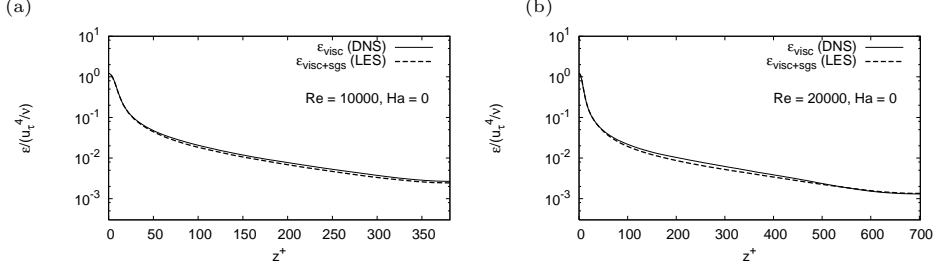 (a)
10^1
10^0
10^-1
10^-2
10^-3
ε/(u_τ^4/ν)
ε_visc (DNS)
ε_visc+sgs (LES)
Re = 10000, Ha = 0
0 50 100 150 200 250 300 350
z^+
(b)
10^1
10^0
10^-1
10^-2
10^-3
ε/(u_τ^4/ν)
ε_visc (DNS)
ε_visc+sgs (LES)
Re = 20000, Ha = 0
0 100 200 300 400 500 600 700
z^+